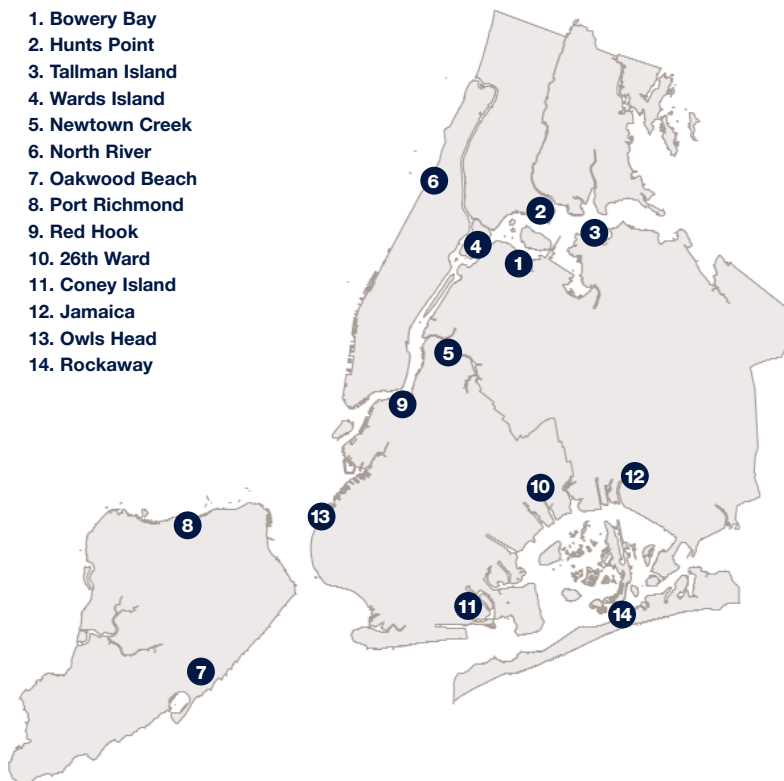 1. Bowery Bay
2. Hunts Point
3. Tallman Island
4. Wards Island
5. Newtown Creek
6. North River
7. Oakwood Beach
8. Port Richmond
9. Red Hook
10. 26th Ward
11. Coney Island
12. Jamaica
13. Owls Head
14. Rockaway
6
2
3
4
1
5
9
12
10
13
8
11
14
7